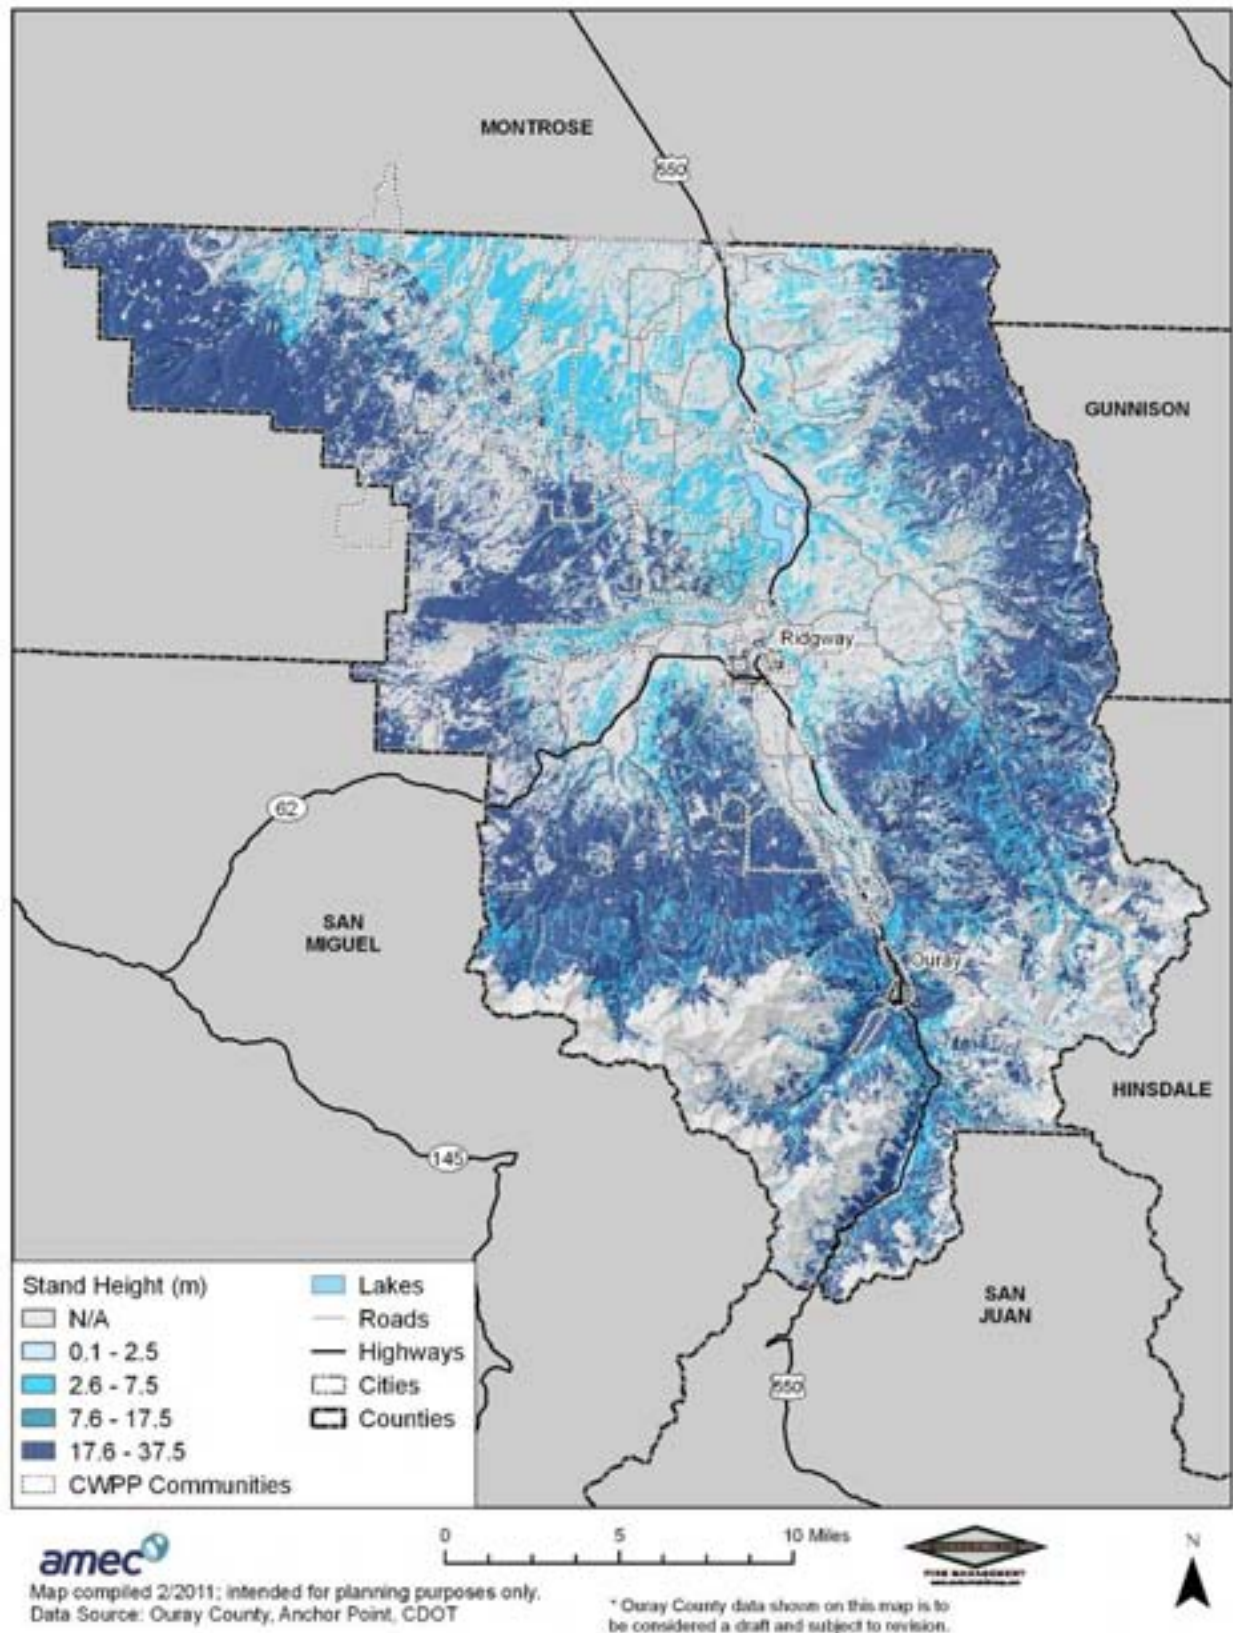 MONTROSE
550
GUNNISON
Ridgway
62
SAN
MIGUEL
Ouray
HINSDALE
145
SAN
JUAN
550
Stand Height (m)
N/A
0.1 - 2.5
2.6 - 7.5
7.6 - 17.5
17.6 - 37.5
CWPP Communities
Lakes
Roads
Highways
Cities
Counties
0 5 10 Miles
N
amec
FIRE MANAGEMENT
Map compiled 2/2011; intended for planning purposes only.
Data Source: Ouray County, Anchor Point, CDOT
* Ouray County data shown on this map is to
be considered a draft and subject to revision.